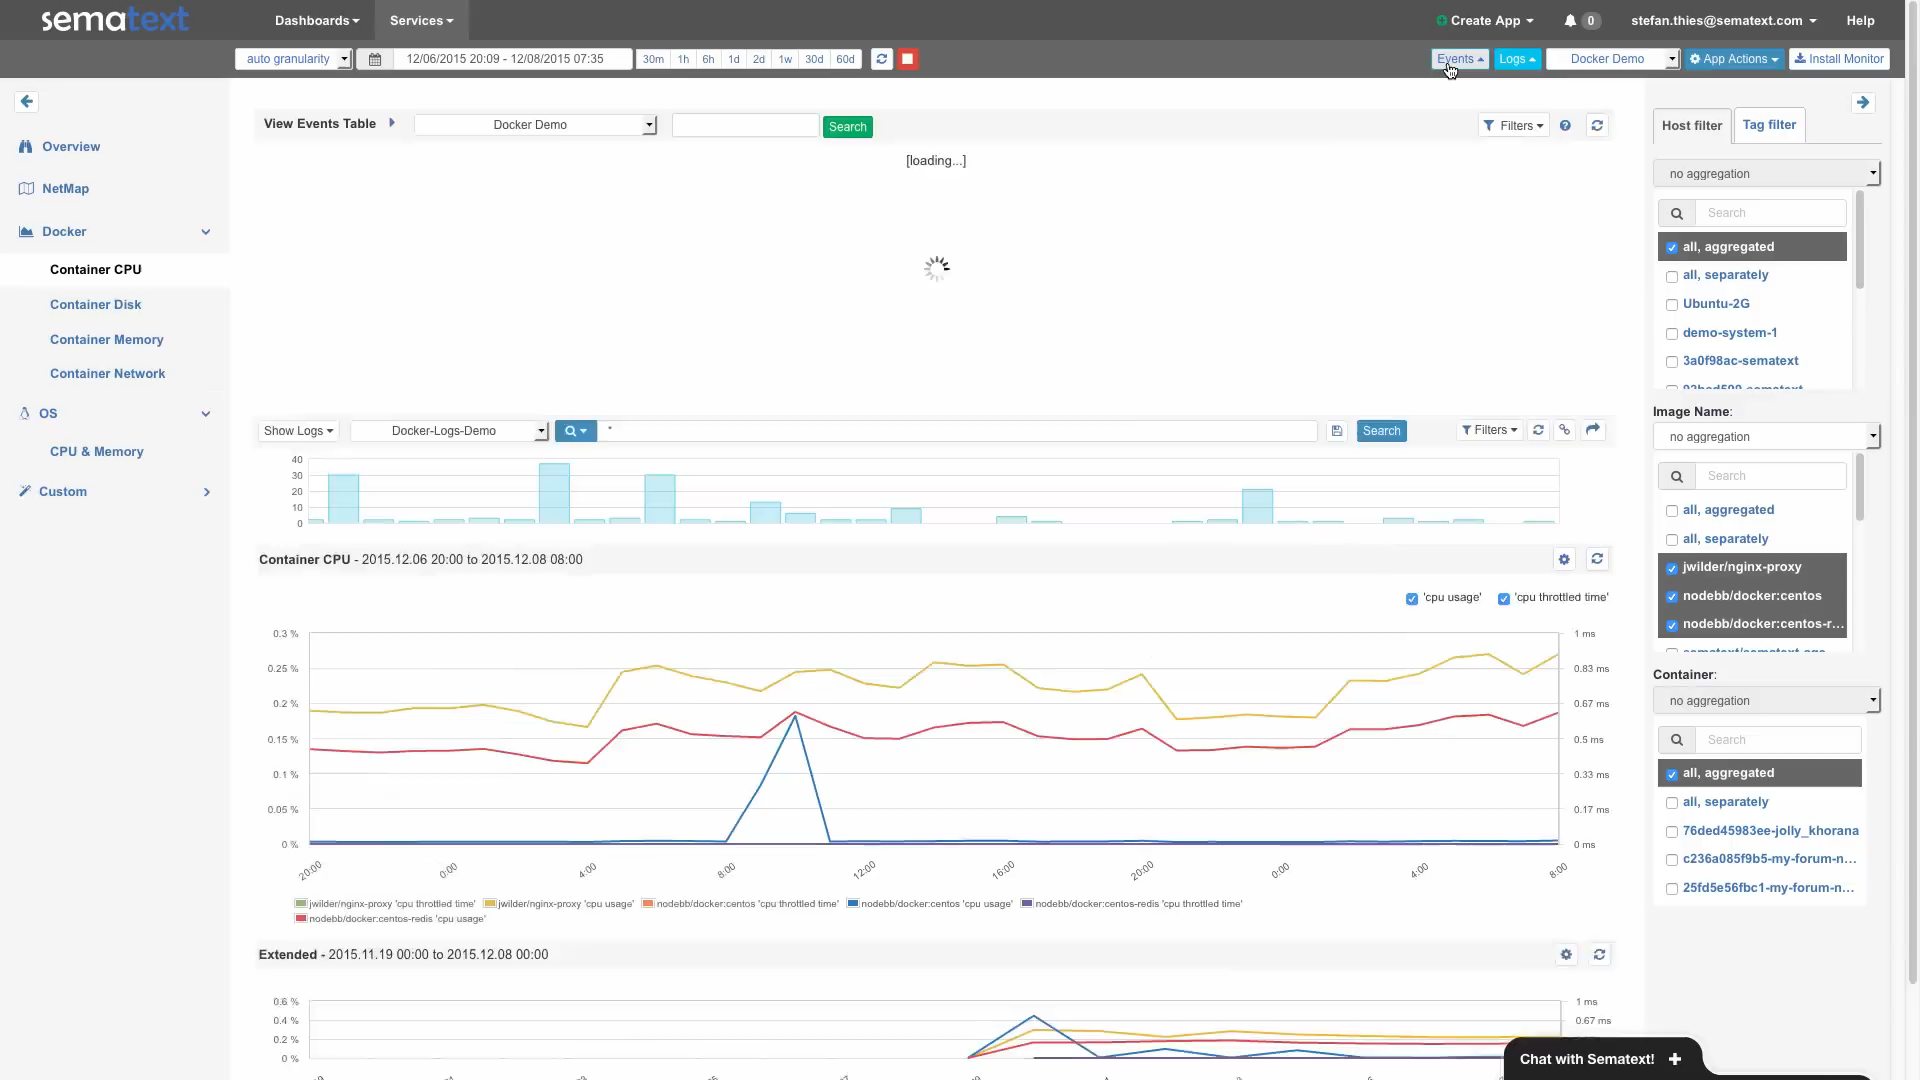 sematext
Dashboards
Services
Create App
0
stefan.thies@sematext.com
Help
auto granularity
12/06/2015 20:09 - 12/08/2015 07:35
30m 1h 6h 1d 2d 1w 30d 60d
Events
Logs
Docker Demo
App Actions
Install Monitor
Overview
NetMap
Docker
Container CPU
Container Disk
Container Memory
Container Network
OS
CPU & Memory
Custom
View Events Table
Docker Demo
Search
Filters
[loading...]
Show Logs
Docker-Logs-Demo
*
Search
Filters
40
30
20
10
0
Container CPU - 2015.12.06 20:00 to 2015.12.08 08:00
'cpu usage' 'cpu throttled time'
0.3 % 1 ms
0.25 % 0.83 ms
0.2 % 0.67 ms
0.15 % 0.5 ms
0.1 % 0.33 ms
0.05 % 0.17 ms
0 % 0 ms
20:00 0:00 4:00 8:00 12:00 16:00 20:00 0:00 4:00 8:00
jwilder/nginx-proxy 'cpu throttled time' jwilder/nginx-proxy 'cpu usage' nodebb/docker:centos 'cpu throttled time' nodebb/docker:centos 'cpu usage' nodebb/docker:centos-redis 'cpu throttled time'
nodebb/docker:centos-redis 'cpu usage'
Extended - 2015.11.19 00:00 to 2015.12.08 00:00
0.6 % 1 ms
0.4 % 0.67 ms
0.2 %
0 %
Host filter
Tag filter
no aggregation
Search
all, aggregated
all, separately
Ubuntu-2G
demo-system-1
3a0f98ac-sematext
Image Name:
no aggregation
Search
all, aggregated
all, separately
jwilder/nginx-proxy
nodebb/docker:centos
nodebb/docker:centos-r...
Container:
no aggregation
Search
all, aggregated
all, separately
76ded45983ee-jolly_khorana
c236a085f9b5-my-forum-n...
25fd5e56fbc1-my-forum-n...
Chat with Sematext!